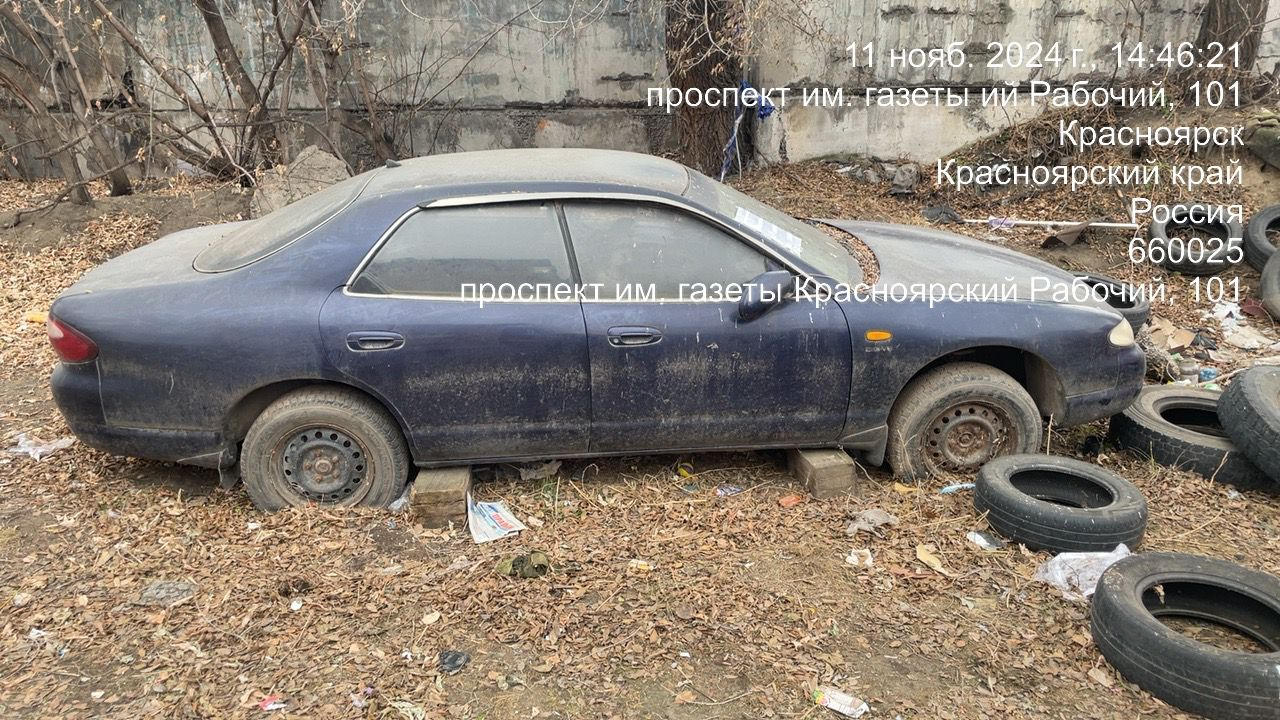 11 нояб. 2024 г., 14:46:21
проспект им. газеты ий Рабочий, 101
Красноярск
Красноярский край
Россия
660025
проспект им. газеты Красноярский Рабочий, 101